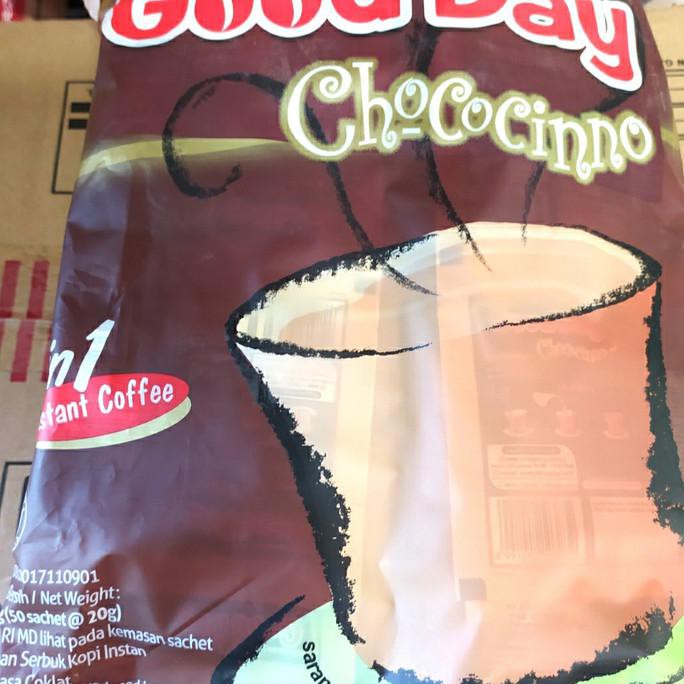 Good Day
Chococinno
in1
stant Coffee
017110901
/ Net Weight:
(50 sachet @ 20g)
RI MD lihat pada kemasan sachet
an Serbuk Kopi Instan
asa Coklat
saran